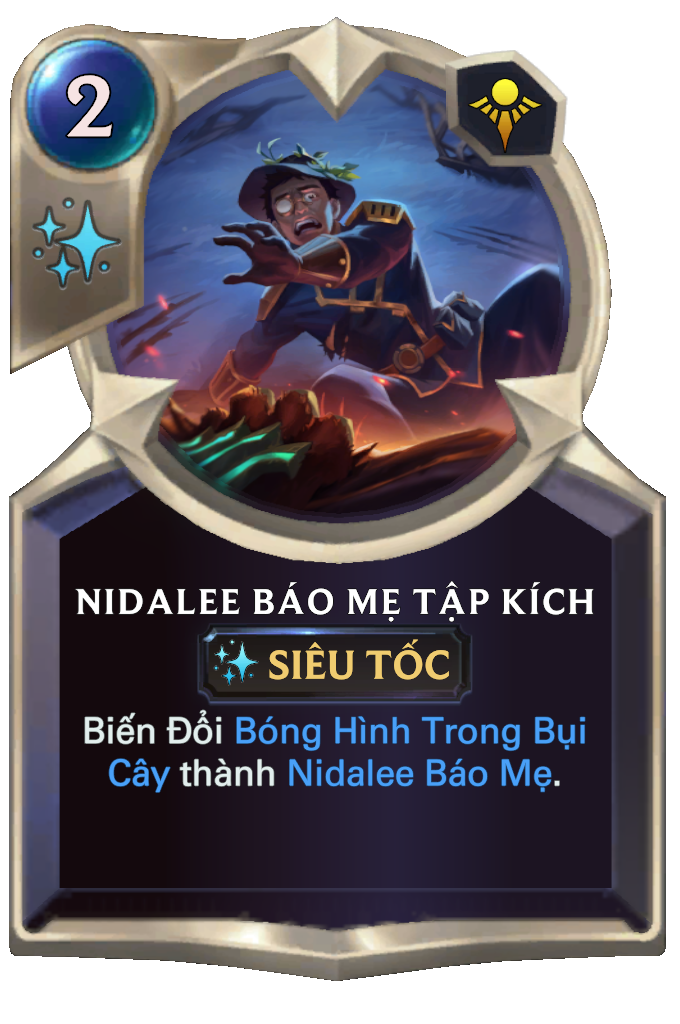 2
NIDALEE BÁO MẸ TẬP KÍCH
SIÊU TỐC
Biến Đổi Bóng Hình Trong Bụi
Cây thành Nidalee Báo Mẹ.